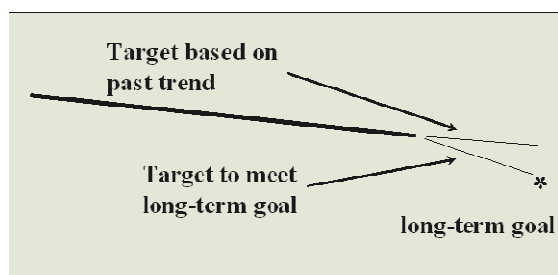 Target based on
past trend
Target to meet
long-term goal
*
long-term goal